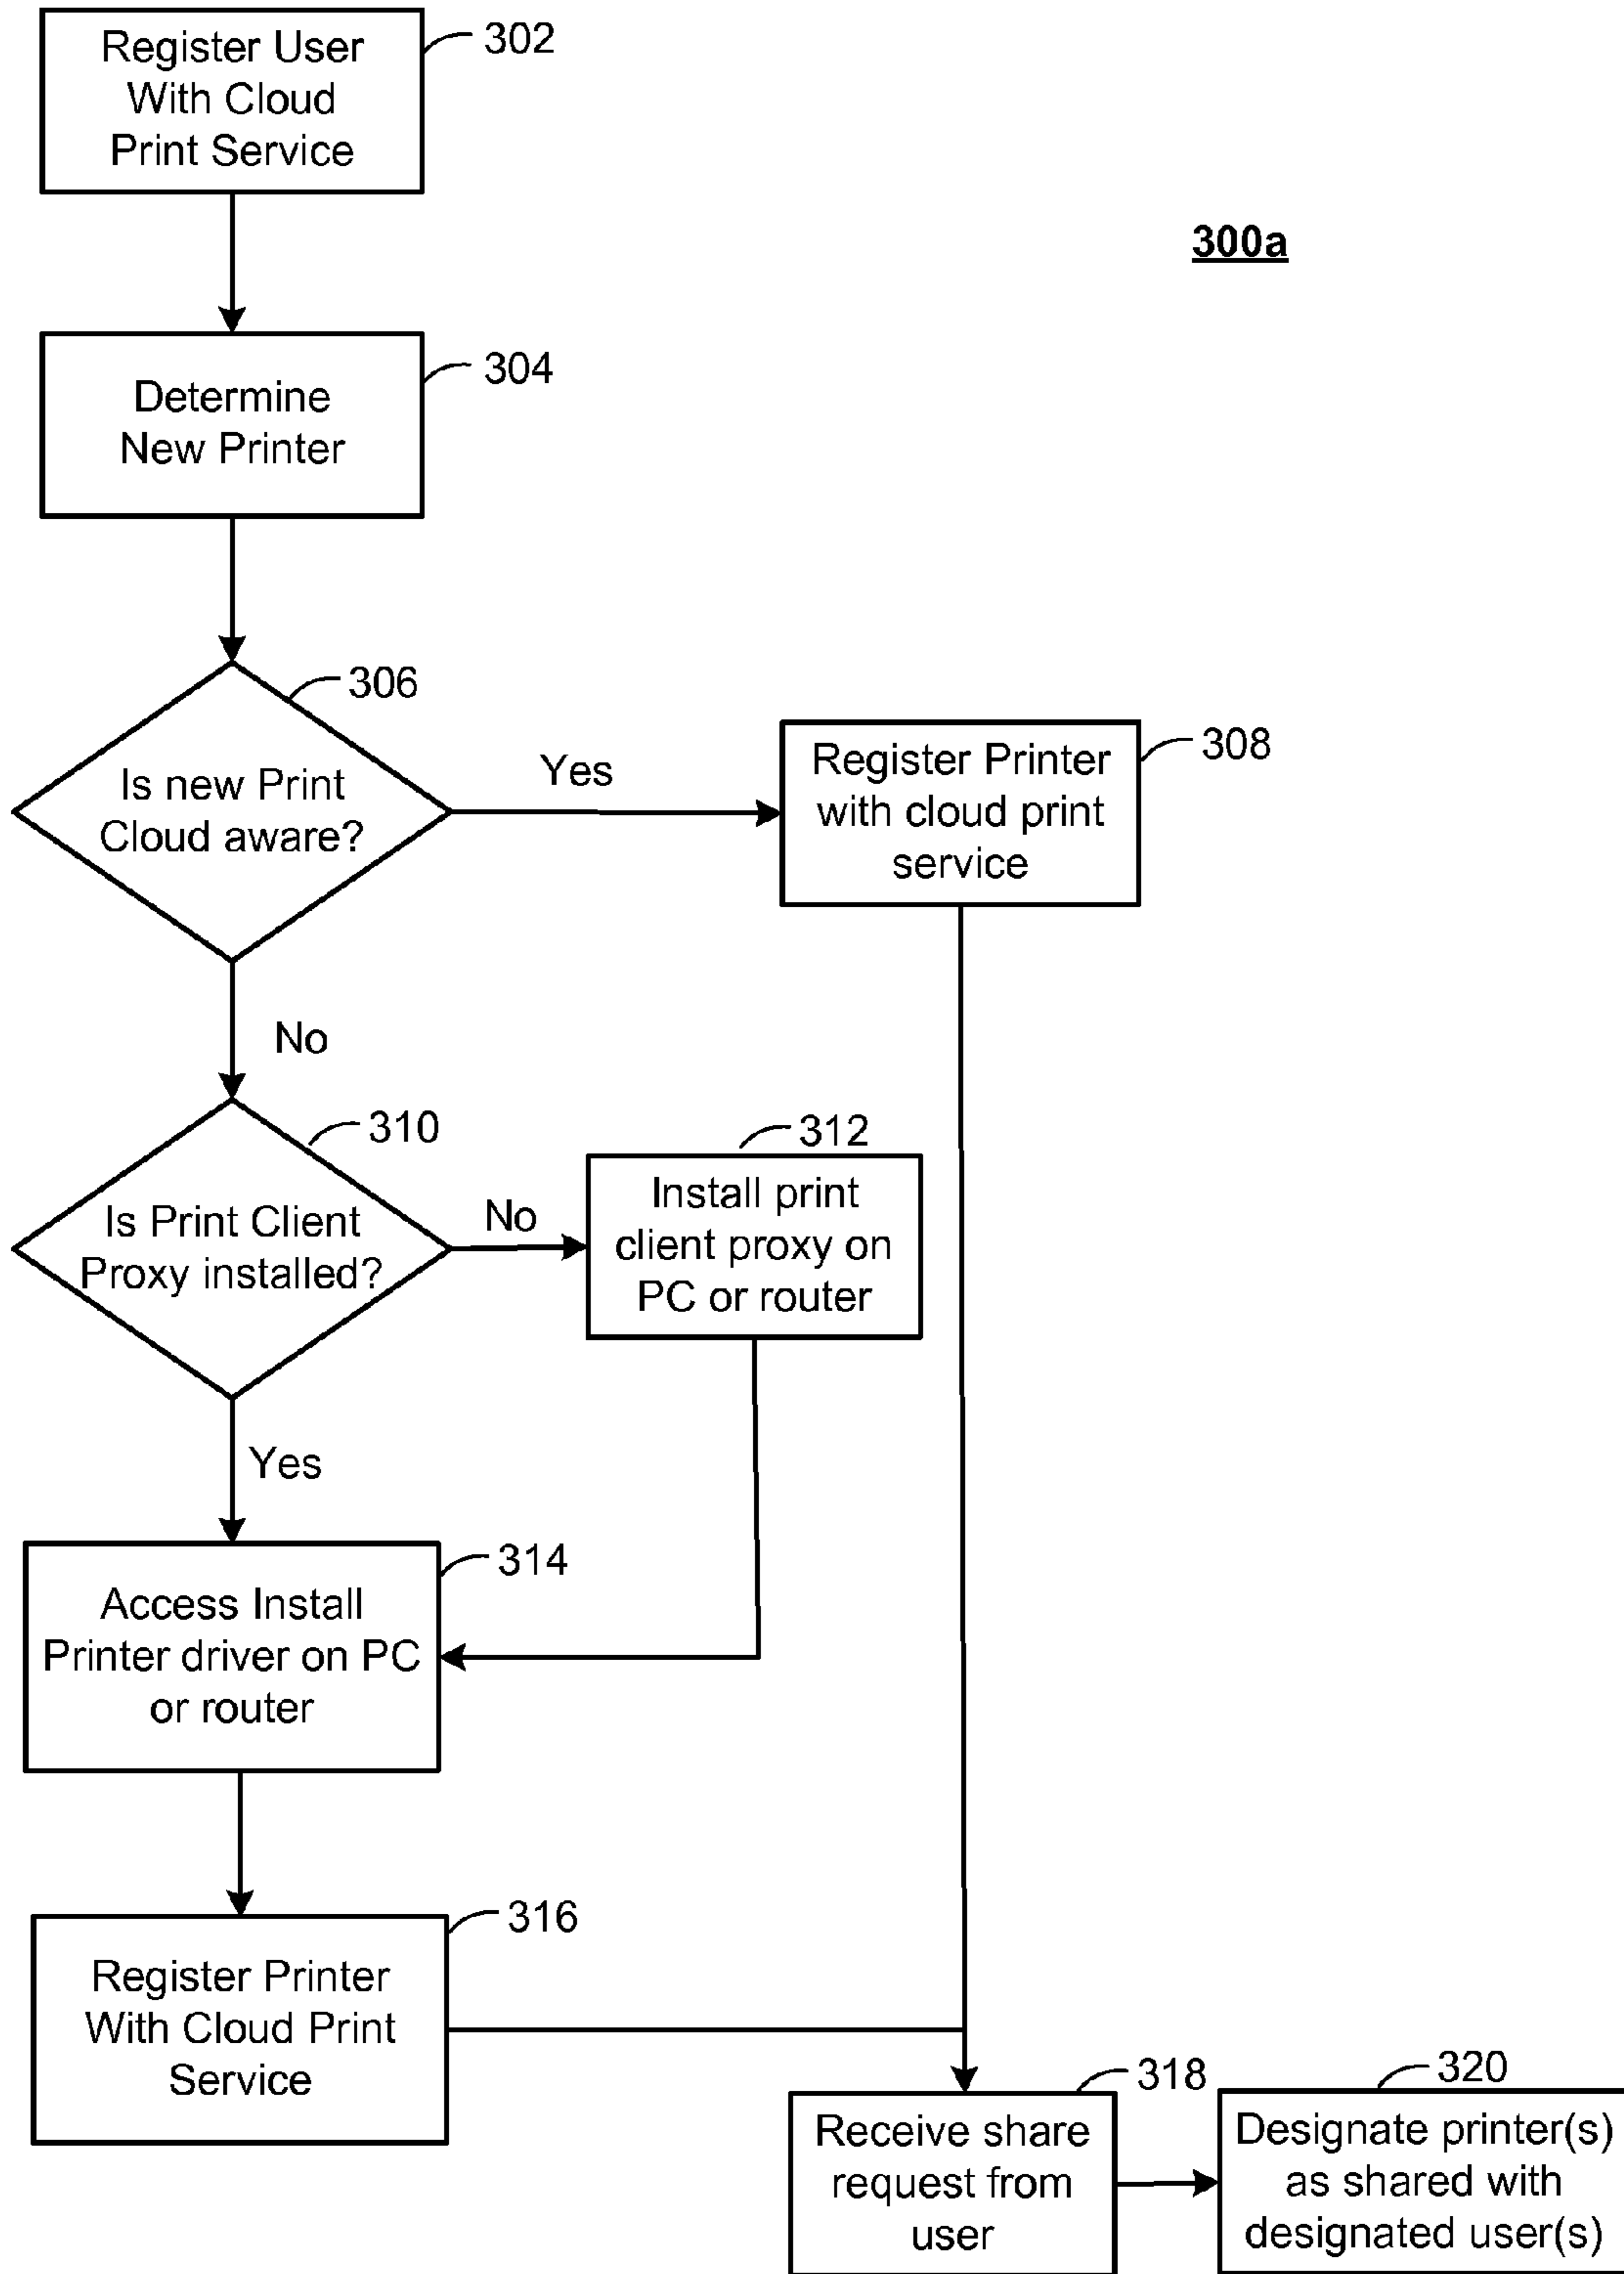 Register User
With Cloud
Print Service
302
300a
Determine
New Printer
304
306
Is new Print
Cloud aware?
Yes
Register Printer
with cloud print
service
308
No
310
Is Print Client
Proxy installed?
No
312
Install print
client proxy on
PC or router
Yes
314
Access Install
Printer driver on PC
or router
316
Register Printer
With Cloud Print
Service
318
Receive share
request from
user
320
Designate printer(s)
as shared with
designated user(s)